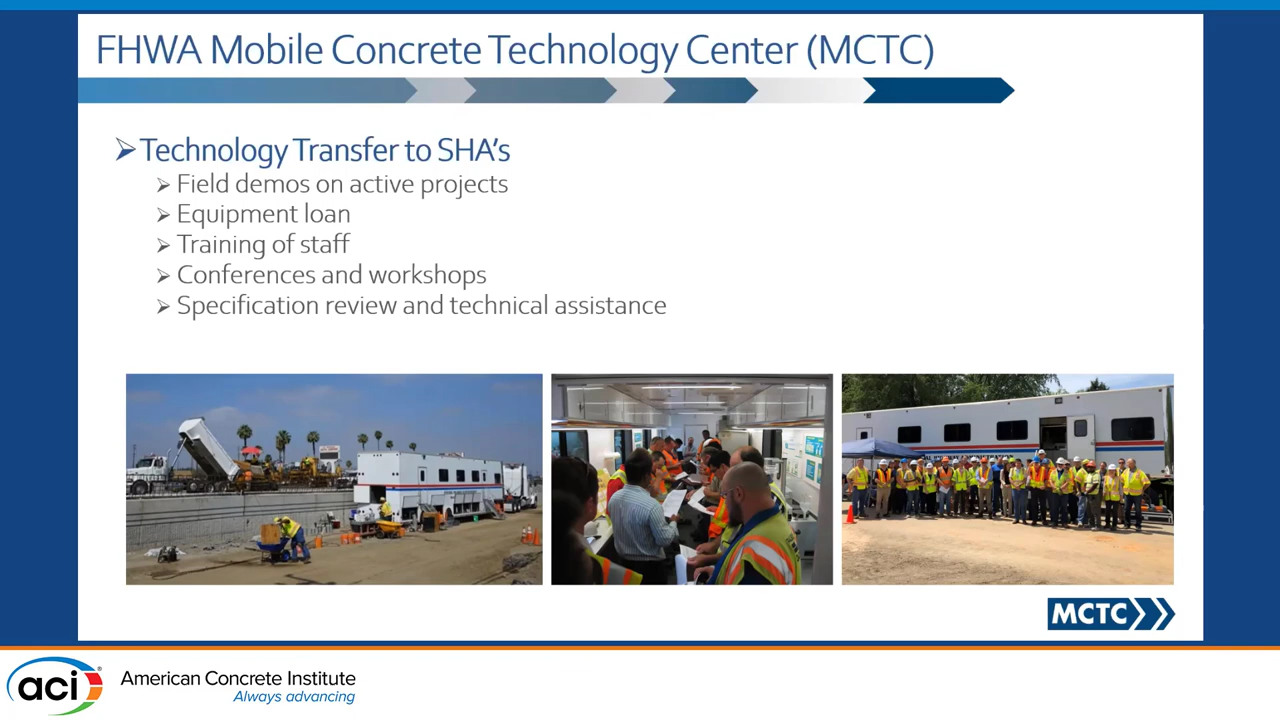 FHWA Mobile Concrete Technology Center (MCTC)
Technology Transfer to SHA's
Field demos on active projects
Equipment loan
Training of staff
Conferences and workshops
Specification review and technical assistance
MCTC
aci®
American Concrete Institute
Always advancing